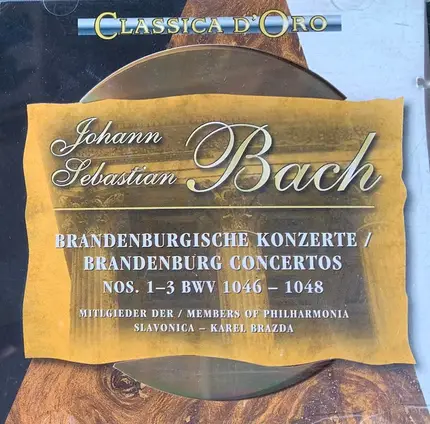 CLASSICA D'ORO
Johann
Sebastian Bach
BRANDENBURGISCHE KONZERTE /
BRANDENBURG CONCERTOS
NOS. 1–3 BWV 1046 – 1048
MITLGIEDER DER / MEMBERS OF PHILHARMONIA
SLAVONICA – KAREL BRAZDA